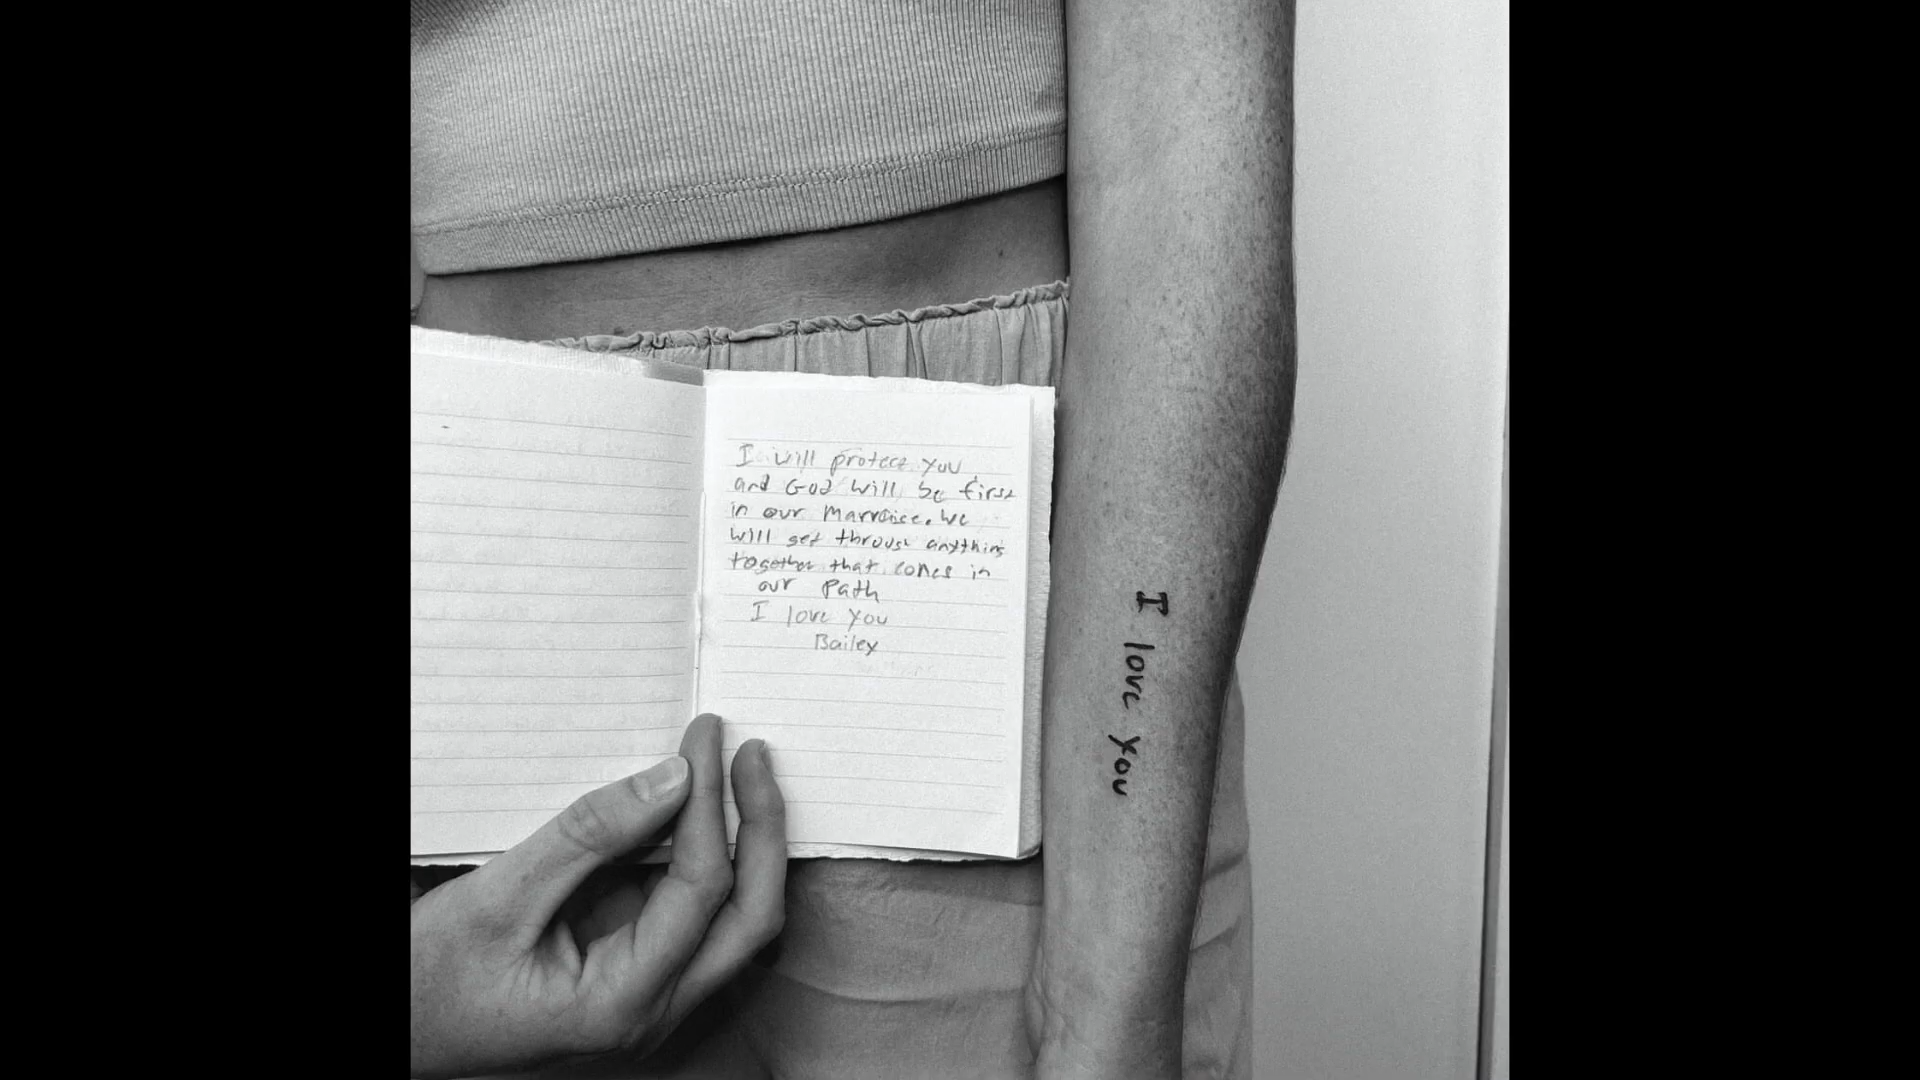 I will protect you
and God will be first
in our Marraige. We
will get through anything
together that comes in
our Path
I love you
Bailey
I love you